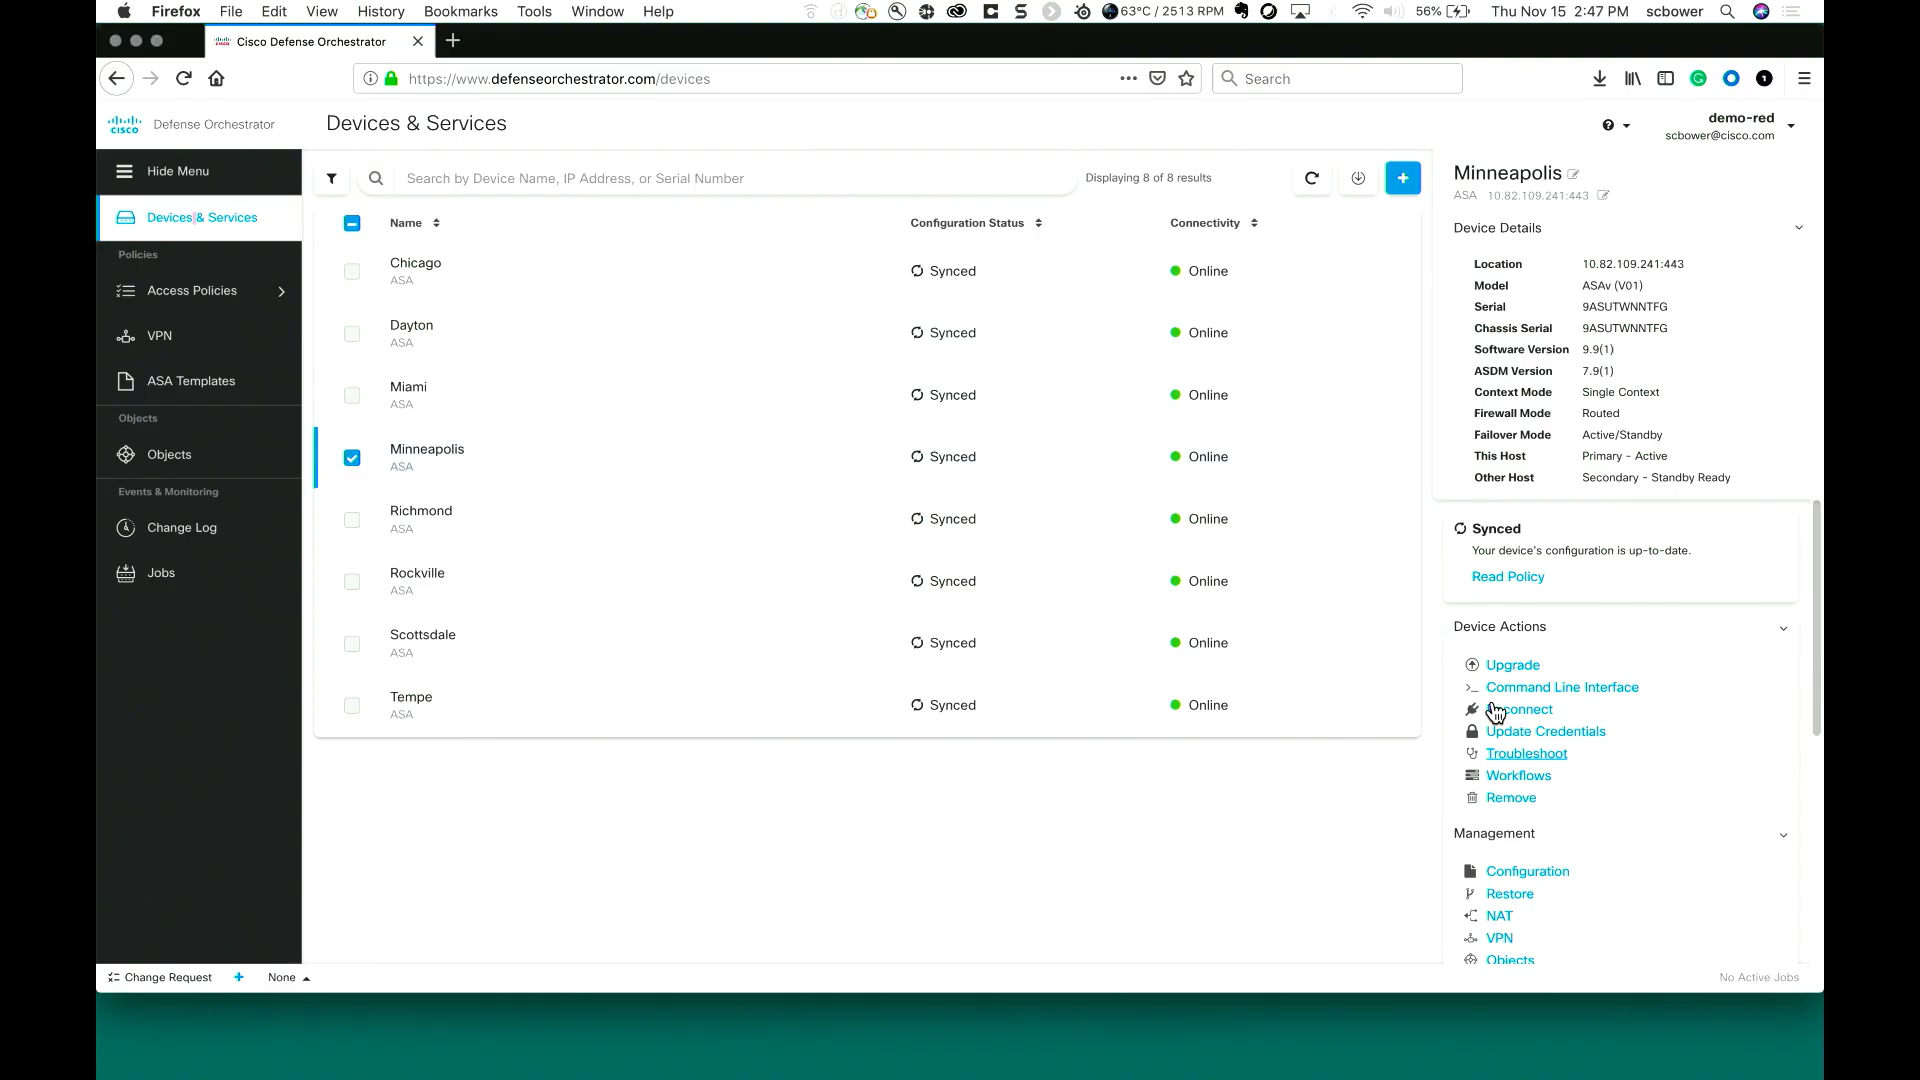 Firefox File Edit View History Bookmarks Tools Window Help 63°C / 2513 RPM 56% Thu Nov 15 2:47 PM scbower
Cisco Defense Orchestrator
https://www.defenseorchestrator.com/devices
Search
CISCO Defense Orchestrator
Devices & Services
demo-red
scbower@cisco.com
Hide Menu
Devices & Services
Policies
Access Policies
VPN
ASA Templates
Objects
Objects
Events & Monitoring
Change Log
Jobs
Search by Device Name, IP Address, or Serial Number
Displaying 8 of 8 results
Name Configuration Status Connectivity
Chicago
ASA
Synced Online
Dayton
ASA
Synced Online
Miami
ASA
Synced Online
Minneapolis
ASA
Synced Online
Richmond
ASA
Synced Online
Rockville
ASA
Synced Online
Scottsdale
ASA
Synced Online
Tempe
ASA
Synced Online
Minneapolis
ASA 10.82.109.241:443
Device Details
Location 10.82.109.241:443
Model ASAv (V01)
Serial 9ASUTWNNTFG
Chassis Serial 9ASUTWNNTFG
Software Version 9.9(1)
ASDM Version 7.9(1)
Context Mode Single Context
Firewall Mode Routed
Failover Mode Active/Standby
This Host Primary - Active
Other Host Secondary - Standby Ready
Synced
Your device's configuration is up-to-date.
Read Policy
Device Actions
Upgrade
Command Line Interface
connect
Update Credentials
Troubleshoot
Workflows
Remove
Management
Configuration
Restore
NAT
VPN
Objects
Change Request + None
No Active Jobs